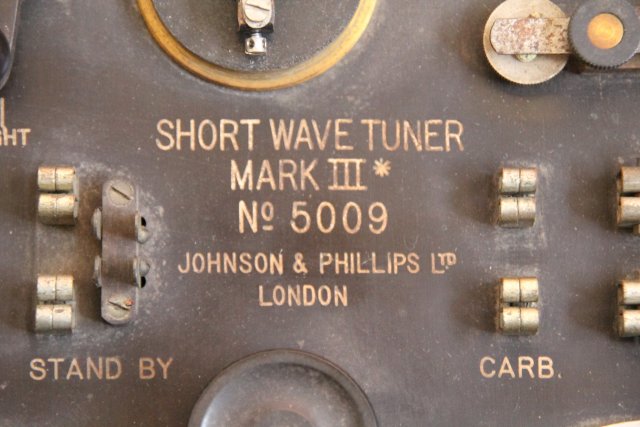 SHORT WAVE TUNER
MARK III*
Nº 5009
JOHNSON & PHILLIPS LTD
LONDON
STAND BY
CARB.